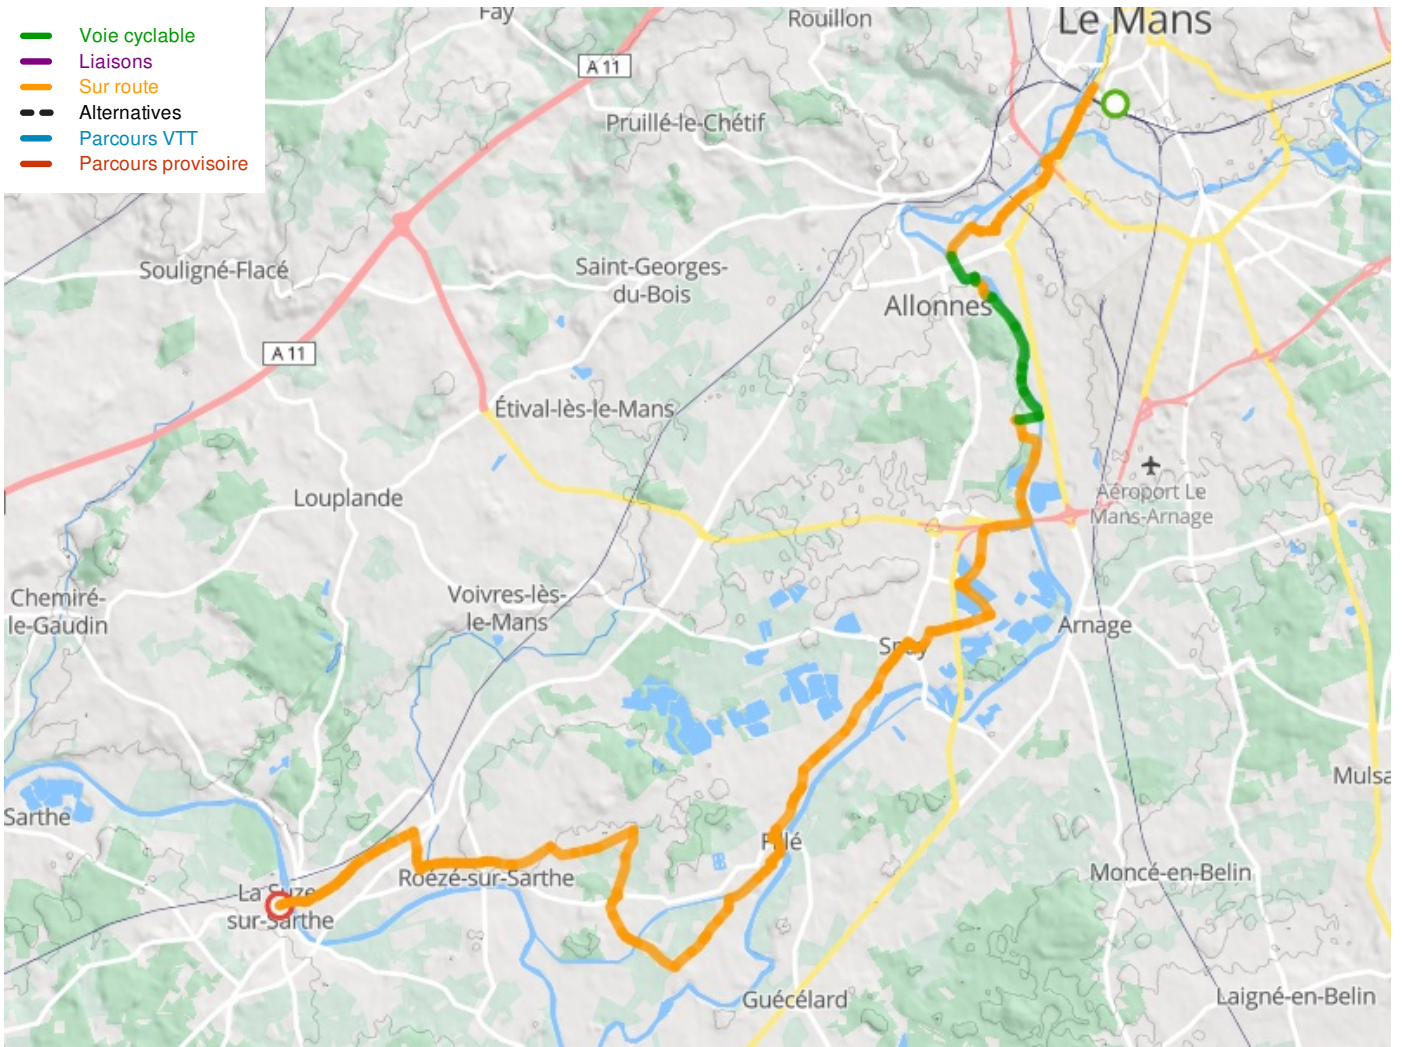 Voie cyclable
Liaisons
Sur route
Alternatives
Parcours VTT
Parcours provisoire
Fay
Rouillon
Le Mans
A 11
Pruillé-le-Chétif
Souligné-Flacé
Saint-Georges-
du-Bois
Allonnes
A 11
Étival-lès-le-Mans
Louplande
Aéroport Le
Mans-Arnage
Chemiré-
le-Gaudin
Voivres-lès-
le-Mans
Arnage
Spay
Mulsa
Sarthe
Filé
Moncé-en-Belin
Roézé-sur-Sarthe
La Suze-
sur-Sarthe
Guécélard
Laigné-en-Belin